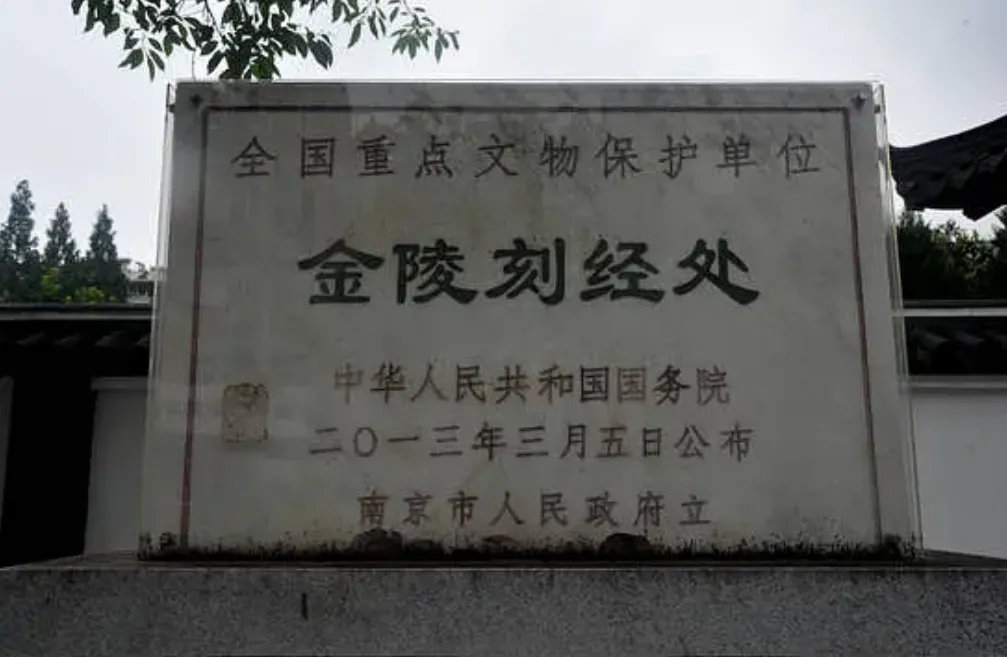 全国重点文物保护单位
金陵刻经处
中华人民共和国国务院
二〇一三年三月五日公布
南京市人民政府立